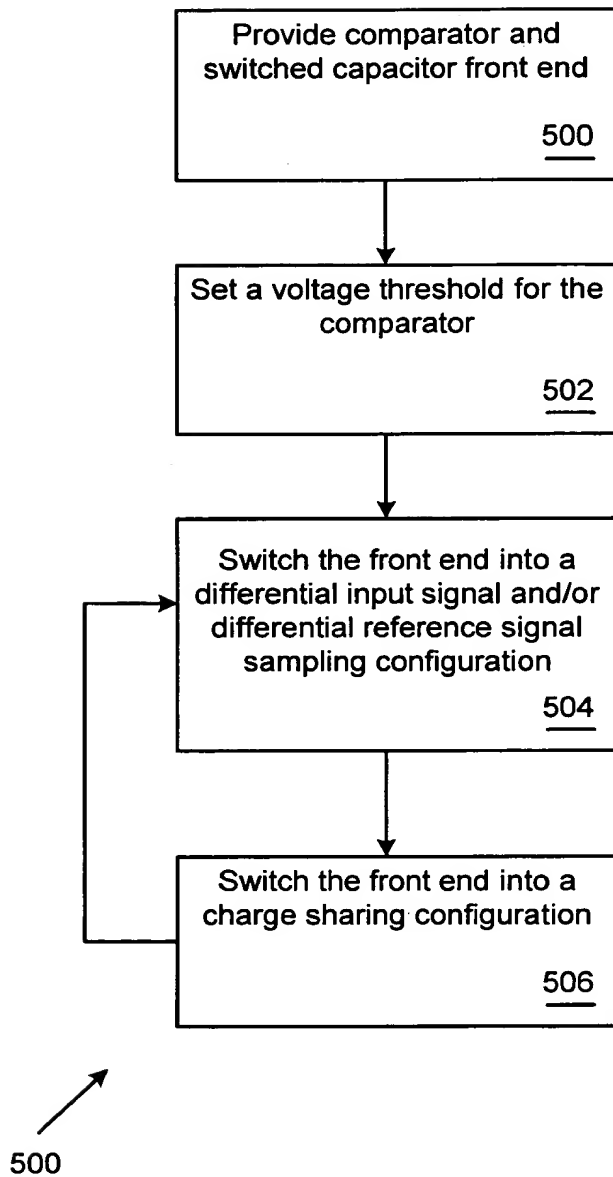 Provide comparator and
switched capacitor front end
500
Set a voltage threshold for the
comparator
502
Switch the front end into a
differential input signal and/or
differential reference signal
sampling configuration
504
Switch the front end into a
charge sharing configuration
506
500